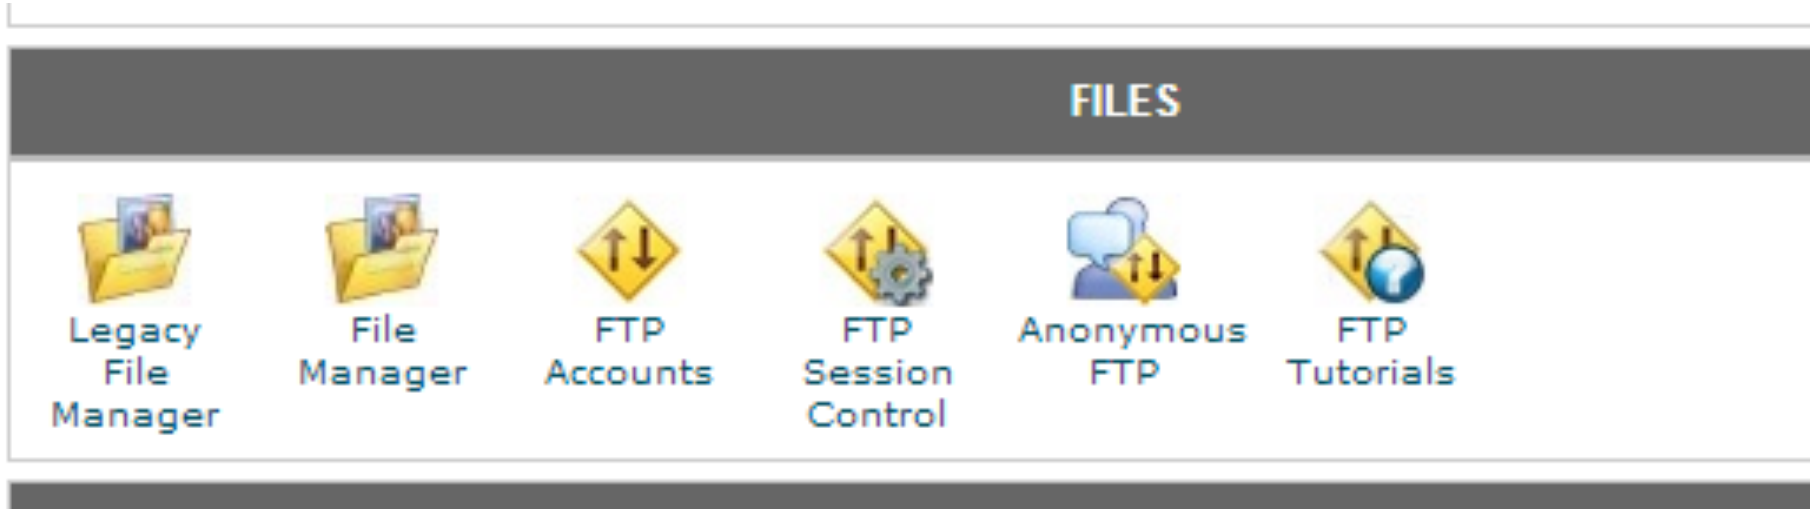 FILES
Legacy
File
Manager
File
Manager
FTP
Accounts
FTP
Session
Control
Anonymous
FTP
FTP
Tutorials